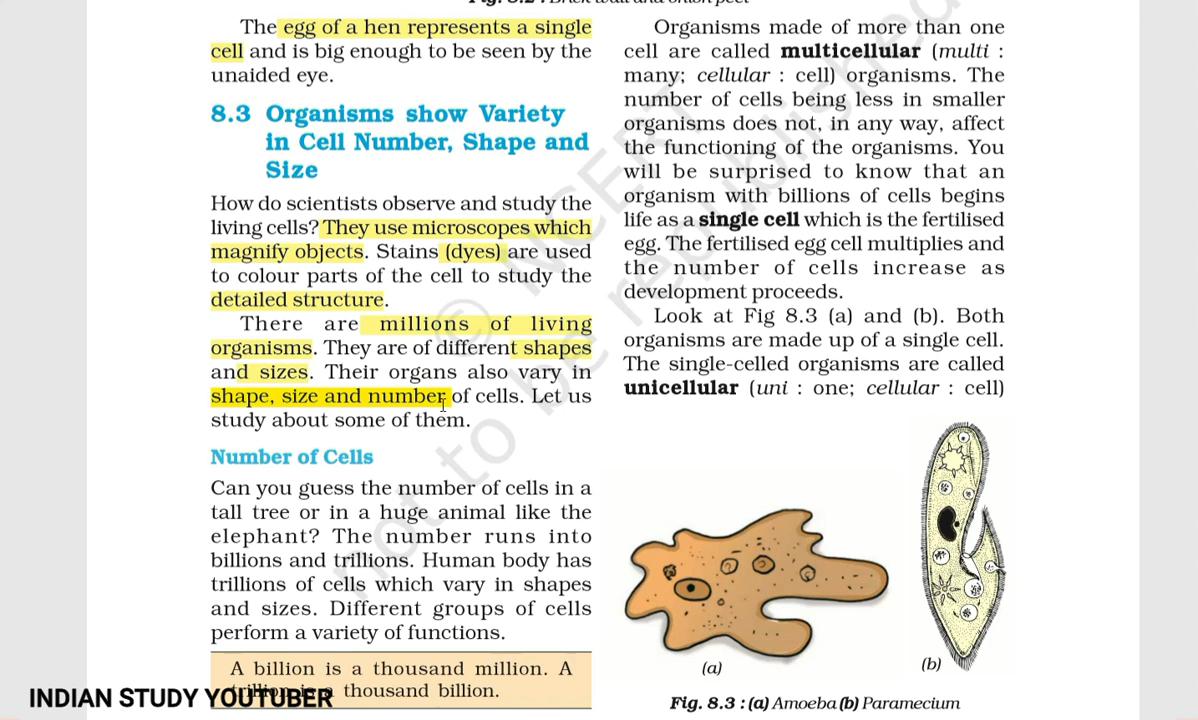 The egg of a hen represents a single
cell and is big enough to be seen by the
unaided eye.
8.3 Organisms show Variety
in Cell Number, Shape and
Size
How do scientists observe and study the
living cells? They use microscopes which
magnify objects. Stains (dyes) are used
to colour parts of the cell to study the
detailed structure.
There are millions of living
organisms. They are of different shapes
and sizes. Their organs also vary in
shape, size and number of cells. Let us
study about some of them.
Number of Cells
Can you guess the number of cells in a
tall tree or in a huge animal like the
elephant? The number runs into
billions and trillions. Human body has
trillions of cells which vary in shapes
and sizes. Different groups of cells
perform a variety of functions.
A billion is a thousand million. A
trillion is a thousand billion.
Organisms made of more than one
cell are called multicellular (multi :
many; cellular : cell) organisms. The
number of cells being less in smaller
organisms does not, in any way, affect
the functioning of the organisms. You
will be surprised to know that an
organism with billions of cells begins
life as a single cell which is the fertilised
egg. The fertilised egg cell multiplies and
the number of cells increase as
development proceeds.
Look at Fig 8.3 (a) and (b). Both
organisms are made up of a single cell.
The single-celled organisms are called
unicellular (uni : one; cellular : cell)
(a)
(b)
Fig. 8.3 : (a) Amoeba (b) Paramecium
© NCERT
not to be republished
INDIAN STUDY YOUTUBER